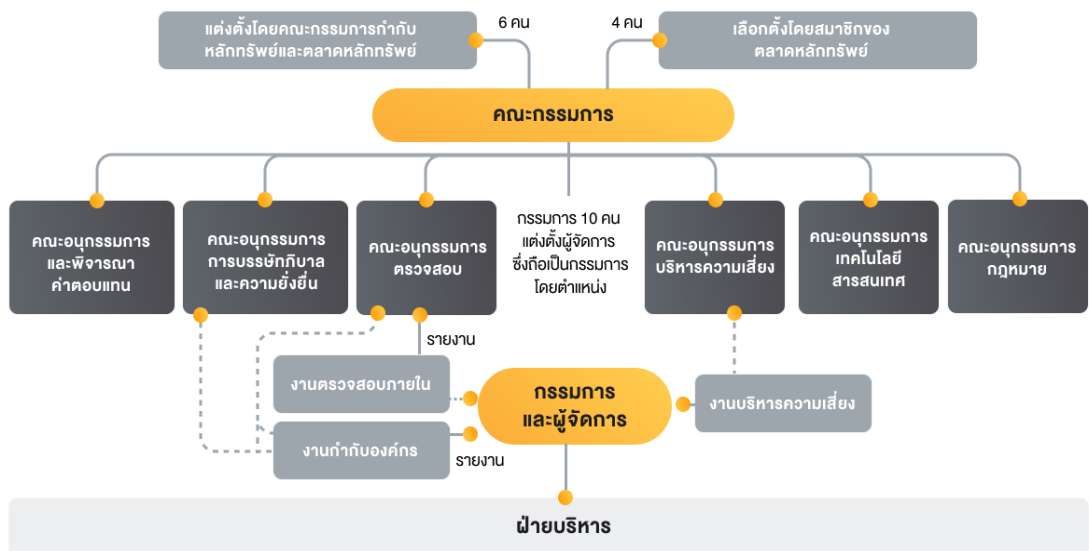 แต่งตั้งโดยคณะกรรมการกำกับ
หลักทรัพย์และตลาดหลักทรัพย์
6 คน
4 คน
เลือกตั้งโดยสมาชิกของ
ตลาดหลักทรัพย์
คณะกรรมการ
คณะอนุกรรมการ
และพิจารณา
ค่าตอบแทน
คณะอนุกรรมการ
การบรรษัทภิบาล
และความยั่งยืน
คณะอนุกรรมการ
ตรวจสอบ
กรรมการ 10 คน
แต่งตั้งผู้จัดการ
ซึ่งถือเป็นกรรมการ
โดยตำแหน่ง
คณะอนุกรรมการ
บริหารความเสี่ยง
คณะอนุกรรมการ
เทคโนโลยี
สารสนเทศ
คณะอนุกรรมการ
กฎหมาย
รายงาน
งานตรวจสอบภายใน
กรรมการ
และผู้จัดการ
งานบริหารความเสี่ยง
งานกำกับองค์กร
รายงาน
ฝ่ายบริหาร